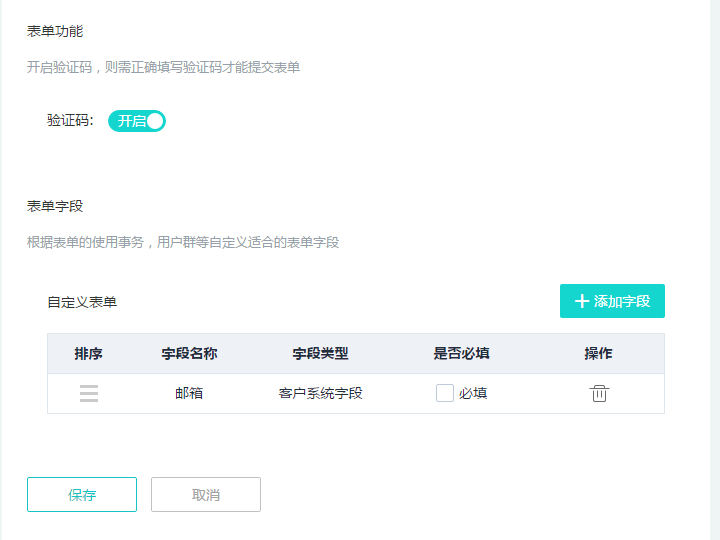 表单功能
开启验证码，则需正确填写验证码才能提交表单
验证码: 开启
表单字段
根据表单的使用事务，用户群等自定义适合的表单字段
自定义表单 添加字段
排序 字段名称 字段类型 是否必填 操作
邮箱 客户系统字段 必填
保存 取消